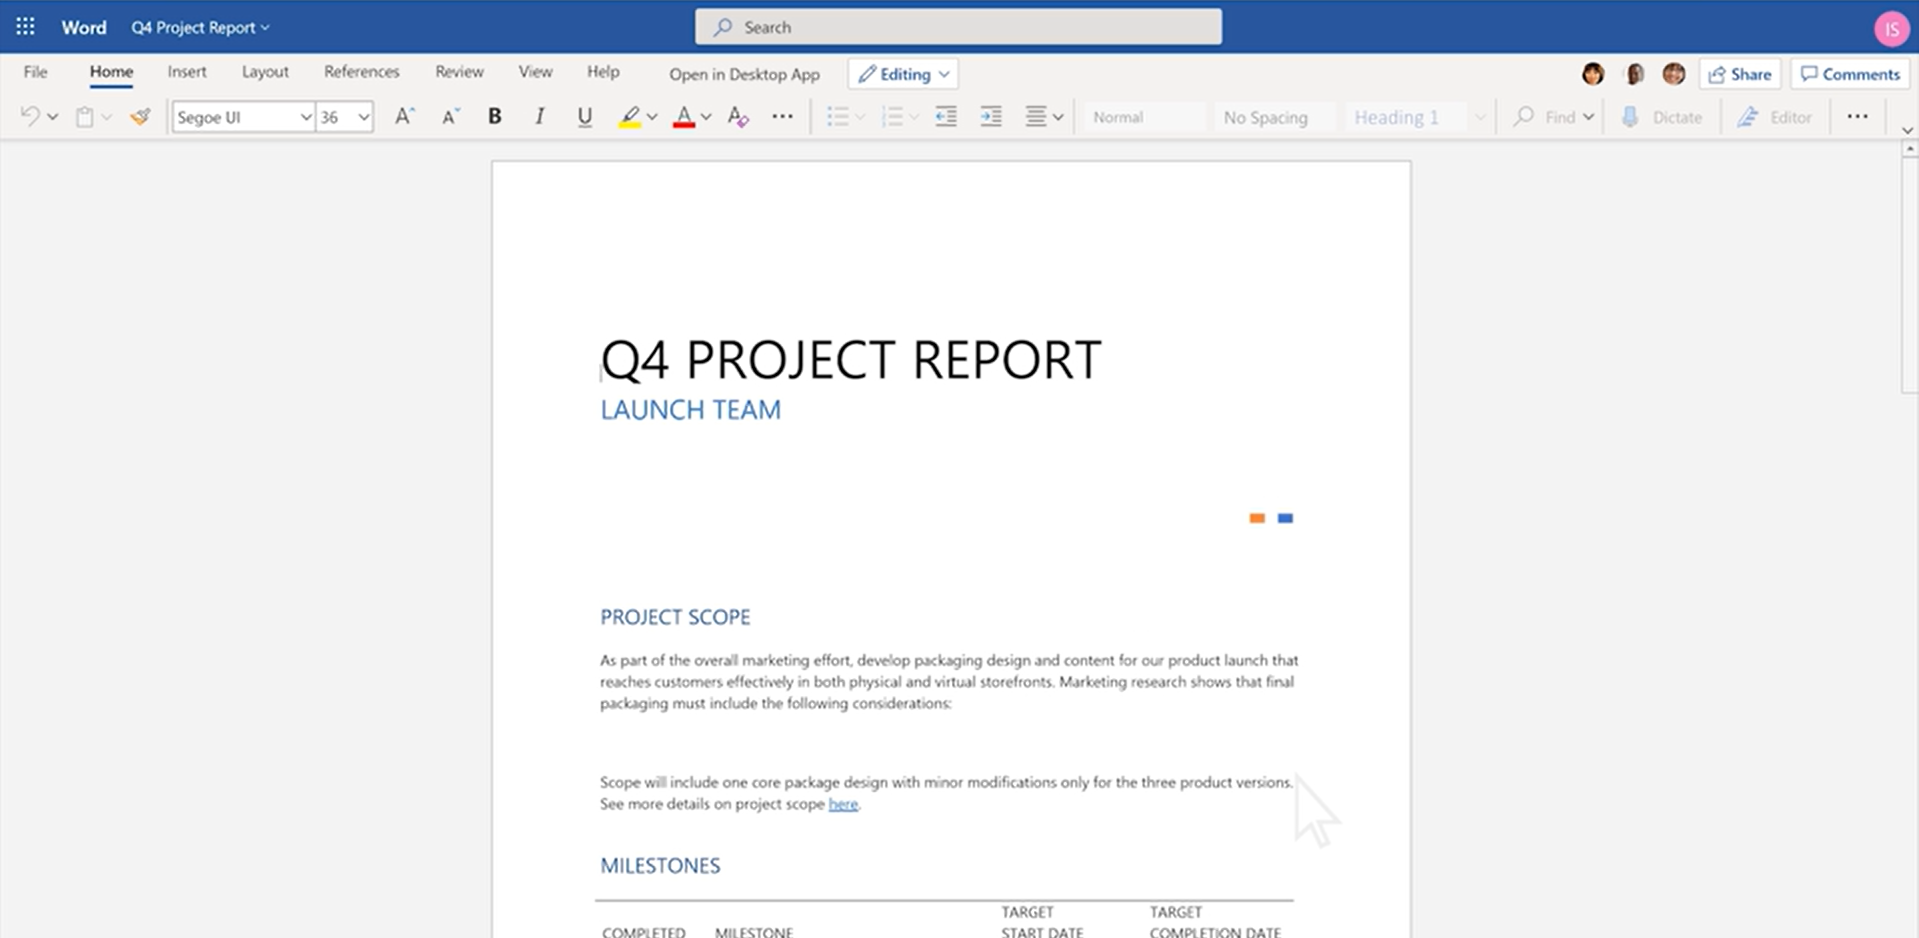 Word Q4 Project Report Search IS
File Home Insert Layout References Review View Help Open in Desktop App Editing Share Comments
Segoe UI 36 A A B I U A A Normal No Spacing Heading 1 Find Dictate Editor
Q4 PROJECT REPORT
LAUNCH TEAM
PROJECT SCOPE
As part of the overall marketing effort, develop packaging design and content for our product launch that
reaches customers effectively in both physical and virtual storefronts. Marketing research shows that final
packaging must include the following considerations:
Scope will include one core package design with minor modifications only for the three product versions.
See more details on project scope here.
MILESTONES
TARGET TARGET
COMPLETED MILESTONE START DATE COMPLETION DATE